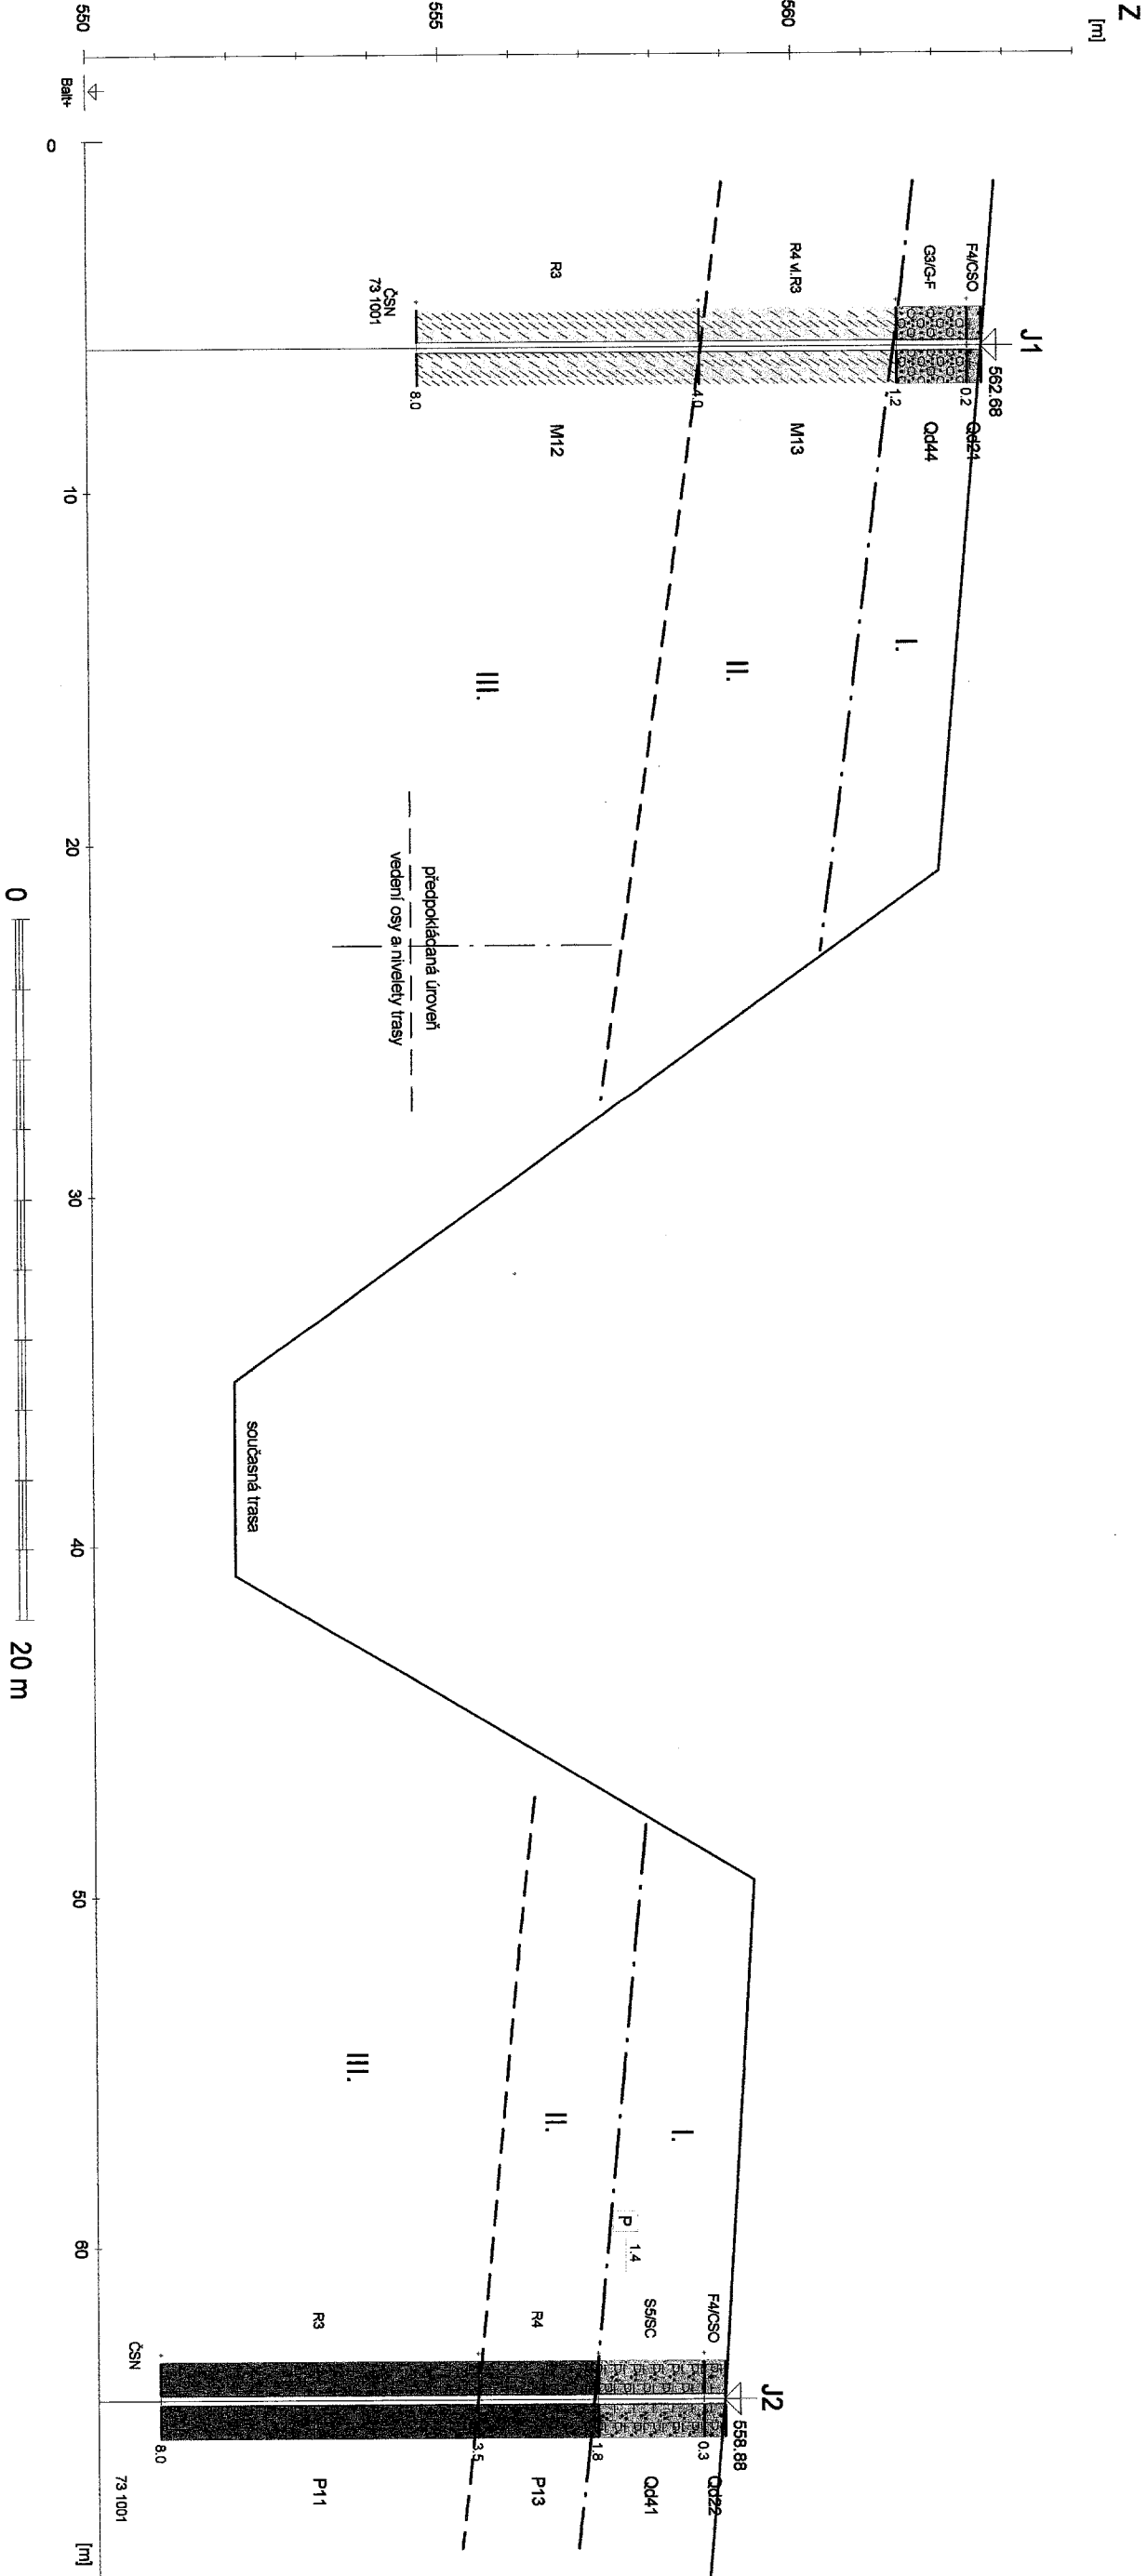 Z
[m]
560
555
550
Balt+
J1
562.68
F4/CSO
0.2
Qd21
G3/G-F
1.2
Qd44
R4 vl.R3
4.0
M13
R3
8.0
M12
ČSN
73 1001
I.
II.
III.
předpokládaná úroveň
vedení osy a nivelety trasy
současná trasa
I.
II.
III.
P 1.4
J2
558.88
F4/CSO
0.3
Qd22
S5/SC
1.8
Qd41
R4
3.5
P13
R3
8.0
P11
ČSN
73 1001
0
10
20
30
40
50
60
[m]
0
20 m